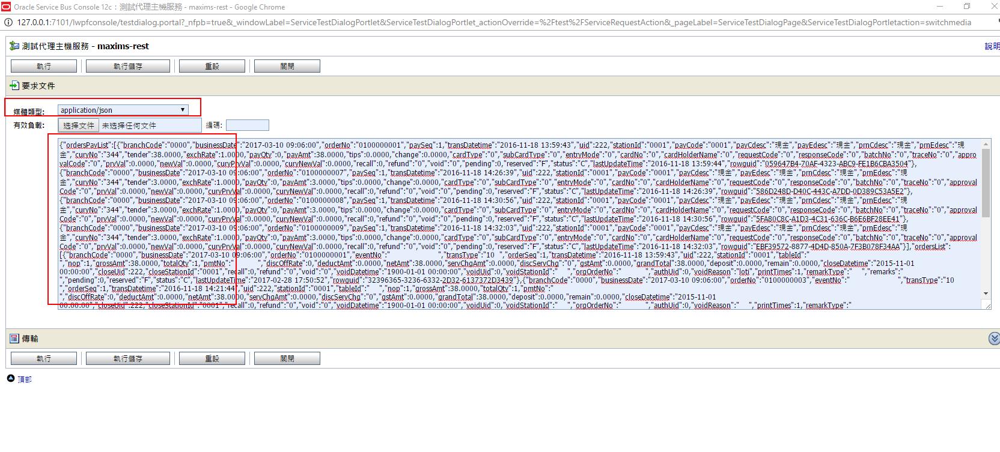 Oracle Service Bus Console 12c：測試代理主機服務 - maxims-rest - Google Chrome
127.0.0.1:7101/lwpfconsole/testdialog.portal?_nfpb=true&_windowLabel=ServiceTestDialogPortlet&ServiceTestDialogPortlet_actionOverride=%2Ftest%2FServiceRequestAction&_pageLabel=ServiceTestDialogPage&ServiceTestDialogPortletaction=switchmedia
測試代理主機服務 - maxims-rest
說明
執行 執行儲存 重設 關閉
要求文件
媒體類型: application/json
有效負載: 选择文件 未选择任何文件 編碼:
{"ordersPayList":[{"branchCode":"0000","businessDate":"2017-03-10 09:06:00","orderNo":"0100000001","paySeq":1,"transDatetime":"2016-11-18 13:59:43","uid":222,"stationId":"0001","payCode":"0001","payCdesc":"現金","payEdesc":"現金","prnCdesc":"現金","prnEdesc":"現
金","curyNo":"344","tender":38.0000,"exchRate":1.0000,"payQty":0,"payAmt":38.0000,"tips":0.0000,"change":0.0000,"cardType":"0","subCardType":"0","entryMode":"0","cardNo":"0","cardHolderName":"0","requestCode":"0","responseCode":"0","batchNo":"0","traceNo":"0","appro
valCode":"0","prvVal":0.0000,"newVal":0.0000,"curyPrvVal":0.0000,"curyNewVal":0.0000,"recall":0,"refund":"0","void":"0","pending":0,"reserved":"F","status":"C","lastUpdateTime":"2016-11-18 13:59:44","rowguid":"059647B4-70AF-4323-ABC9-FE1B6CBA3504"},
{"branchCode":"0000","businessDate":"2017-03-10 09:06:00","orderNo":"0100000007","paySeq":1,"transDatetime":"2016-11-18 14:26:39","uid":222,"stationId":"0001","payCode":"0001","payCdesc":"現金","payEdesc":"現金","prnCdesc":"現金","prnEdesc":"現
金","curyNo":"344","tender":3.0000,"exchRate":1.0000,"payQty":0,"payAmt":3.0000,"tips":0.0000,"change":0.0000,"cardType":"0","subCardType":"0","entryMode":"0","cardNo":"0","cardHolderName":"0","requestCode":"0","responseCode":"0","batchNo":"0","traceNo":"0","approval
Code":"0","prvVal":0.0000,"newVal":0.0000,"curyPrvVal":0.0000,"curyNewVal":0.0000,"recall":0,"refund":"0","void":"0","pending":0,"reserved":"F","status":"C","lastUpdateTime":"2016-11-18 14:26:39","rowguid":"586D248D-D40C-443C-A7DD-0D389C53A5E2"},
{"branchCode":"0000","businessDate":"2017-03-10 09:06:00","orderNo":"0100000008","paySeq":1,"transDatetime":"2016-11-18 14:30:56","uid":222,"stationId":"0001","payCode":"0001","payCdesc":"現金","payEdesc":"現金","prnCdesc":"現金","prnEdesc":"現
金","curyNo":"344","tender":3.0000,"exchRate":1.0000,"payQty":0,"payAmt":3.0000,"tips":0.0000,"change":0.0000,"cardType":"0","subCardType":"0","entryMode":"0","cardNo":"0","cardHolderName":"0","requestCode":"0","responseCode":"0","batchNo":"0","traceNo":"0","approval
Code":"0","prvVal":0.0000,"newVal":0.0000,"curyPrvVal":0.0000,"curyNewVal":0.0000,"recall":0,"refund":"0","void":"0","pending":0,"reserved":"F","status":"C","lastUpdateTime":"2016-11-18 14:30:56","rowguid":"5FA80C8C-A1D3-4C31-636C-B6E6BF28EE41"},
{"branchCode":"0000","businessDate":"2017-03-10 09:06:00","orderNo":"0100000009","paySeq":1,"transDatetime":"2016-11-18 14:32:03","uid":222,"stationId":"0001","payCode":"0001","payCdesc":"現金","payEdesc":"現金","prnCdesc":"現金","prnEdesc":"現
金","curyNo":"344","tender":3.0000,"exchRate":1.0000,"payQty":0,"payAmt":3.0000,"tips":0.0000,"change":0.0000,"cardType":"0","subCardType":"0","entryMode":"0","cardNo":"0","cardHolderName":"0","requestCode":"0","responseCode":"0","batchNo":"0","traceNo":"0","approval
Code":"0","prvVal":0.0000,"newVal":0.0000,"curyPrvVal":0.0000,"curyNewVal":0.0000,"recall":0,"refund":"0","void":"0","pending":0,"reserved":"F","status":"C","lastUpdateTime":"2016-11-18 14:32:03","rowguid":"EBF39572-8877-4D4D-850A-7F3B078F34AA"}],"ordersList":
[{"branchCode":"0000","businessDate":"2017-03-10 09:06:00","orderNo":"0100000001","eventNo":" ","transType":"10 ","orderSeq":1,"transDatetime":"2016-11-18 13:59:43","uid":222,"stationId":"0001","tableId":"
","nop":1,"grossAmt":38.0000,"totalQty":1,"pmtNo":" ","discOffRate":0,"deductAmt":0.0000,"netAmt":38.0000,"servChgAmt":0.0000,"discServChg":"0","gstAmt":0.0000,"grandTotal":38.0000,"deposit":0.0000,"remain":0.0000,"closeDatetime":"2015-11-01
00:00:00","closeUid":222,"closeStationId":"0001","recall":0,"refund":"0","void":"0","voidDatetime":"1900-01-01 00:00:00","voidUid":0,"voidStationId":" ","orgOrderNo":" ","authUid":0,"voidReason":"loti","printTimes":1,"remarkType":" ","remarks":"
","pending":0,"reserved":"F","status":"C","lastUpdateTime":"2017-02-28 17:50:52","rowguid":"32396365-3236-6332-2D32-6137372D3439"},{"branchCode":"0000","businessDate":"2017-03-10 09:06:00","orderNo":"0100000003","eventNo":" ","transType":"10
","orderSeq":1,"transDatetime":"2016-11-18 14:21:44","uid":222,"stationId":"0001","tableId":" ","nop":1,"grossAmt":38.0000,"totalQty":1,"pmtNo":"
","discOffRate":0,"deductAmt":0.0000,"netAmt":38.0000,"servChgAmt":0.0000,"discServChg":"0","gstAmt":0.0000,"grandTotal":38.0000,"deposit":0.0000,"remain":0.0000,"closeDatetime":"2015-11-01
00:00:00","closeUid":222,"closeStationId":"0001","recall":0,"refund":"0","void":"0","voidDatetime":"1900-01-01 00:00:00","voidUid":0,"voidStationId":" ","orgOrderNo":" ","authUid":0,"voidReason":" ","printTimes":1,"remarkType":"
傳輸
執行 執行儲存 重設 關閉
頂部